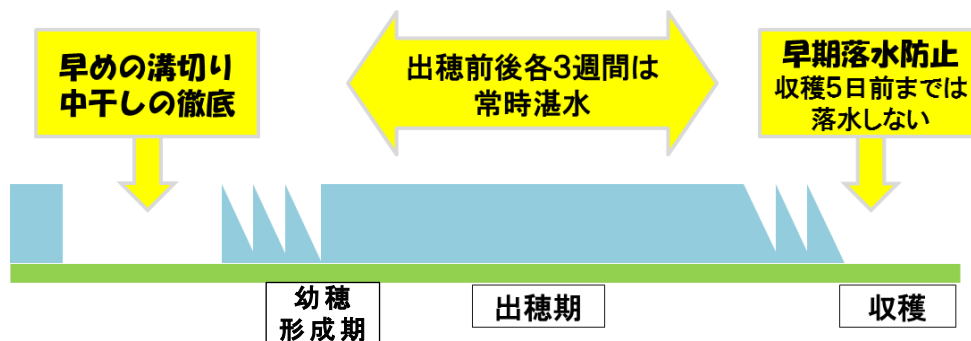 早めの溝切り
中干しの徹底
出穂前後各3週間は
常時湛水
早期落水防止
収穫5日前までは
落水しない
幼穂
形成期
出穂期
収穫